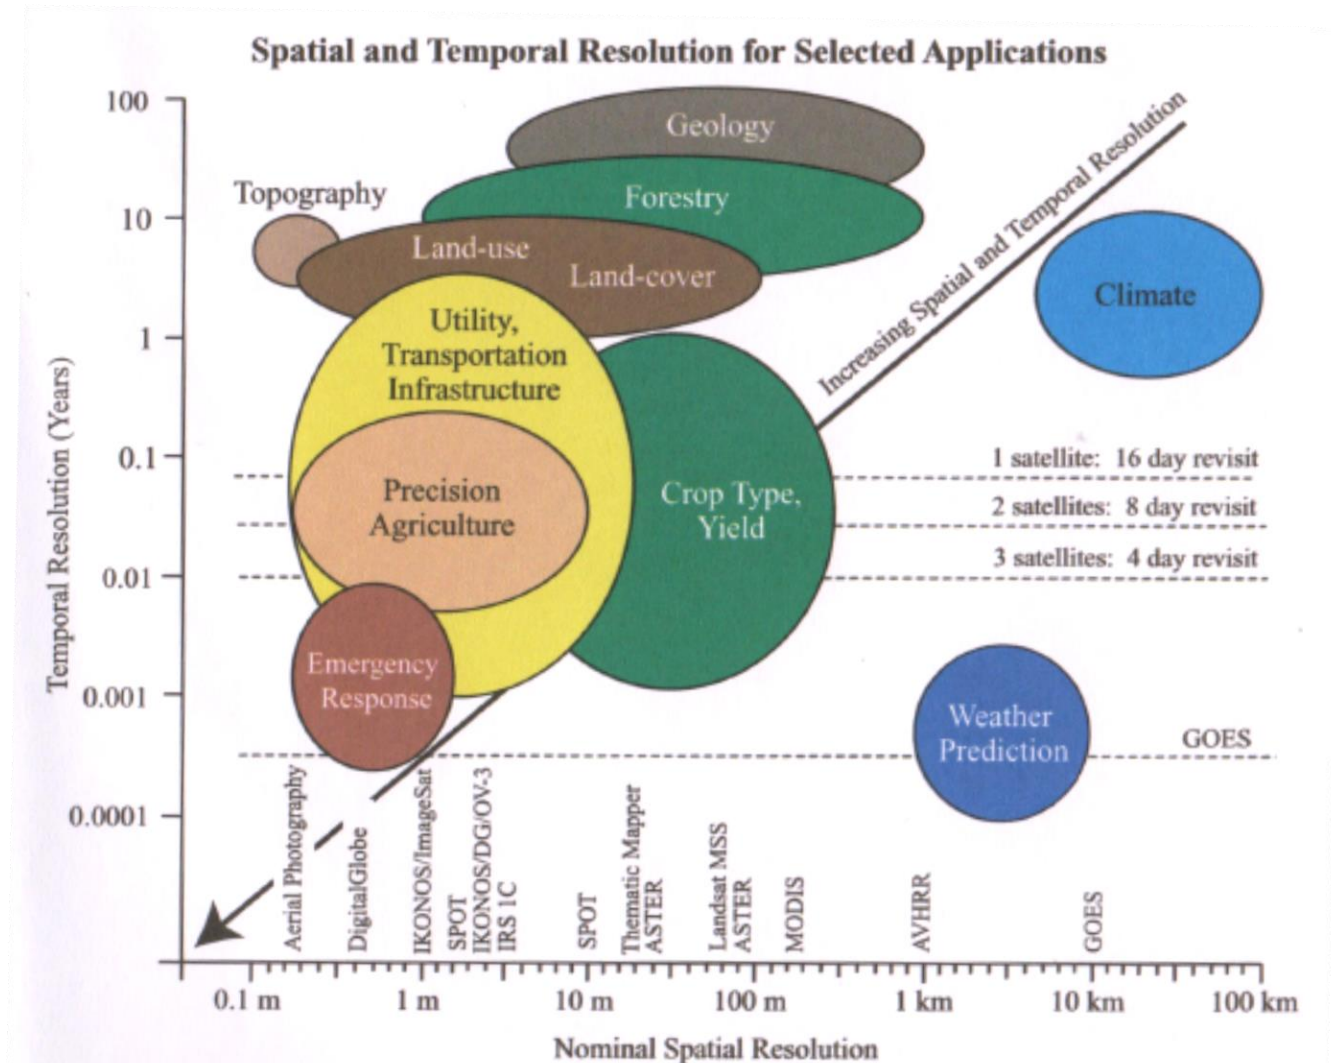 Spatial and Temporal Resolution for Selected Applications
100
10
1
0.1
0.01
0.001
0.0001
Temporal Resolution (Years)
Geology
Topography
Forestry
Land-use
Land-cover
Utility,
Transportation
Infrastructure
Precision
Agriculture
Crop Type,
Yield
Emergency
Response
Increasing Spatial and Temporal Resolution
Climate
1 satellite: 16 day revisit
2 satellites: 8 day revisit
3 satellites: 4 day revisit
Weather
Prediction
GOES
Aerial Photography
DigitalGlobe
IKONOS/ImageSat
SPOT
IKONOS/DG/OV-3
IRS 1C
SPOT
Thematic Mapper
ASTER
Landsat MSS
ASTER
MODIS
AVHRR
GOES
0.1 m
1 m
10 m
100 m
1 km
10 km
100 km
Nominal Spatial Resolution